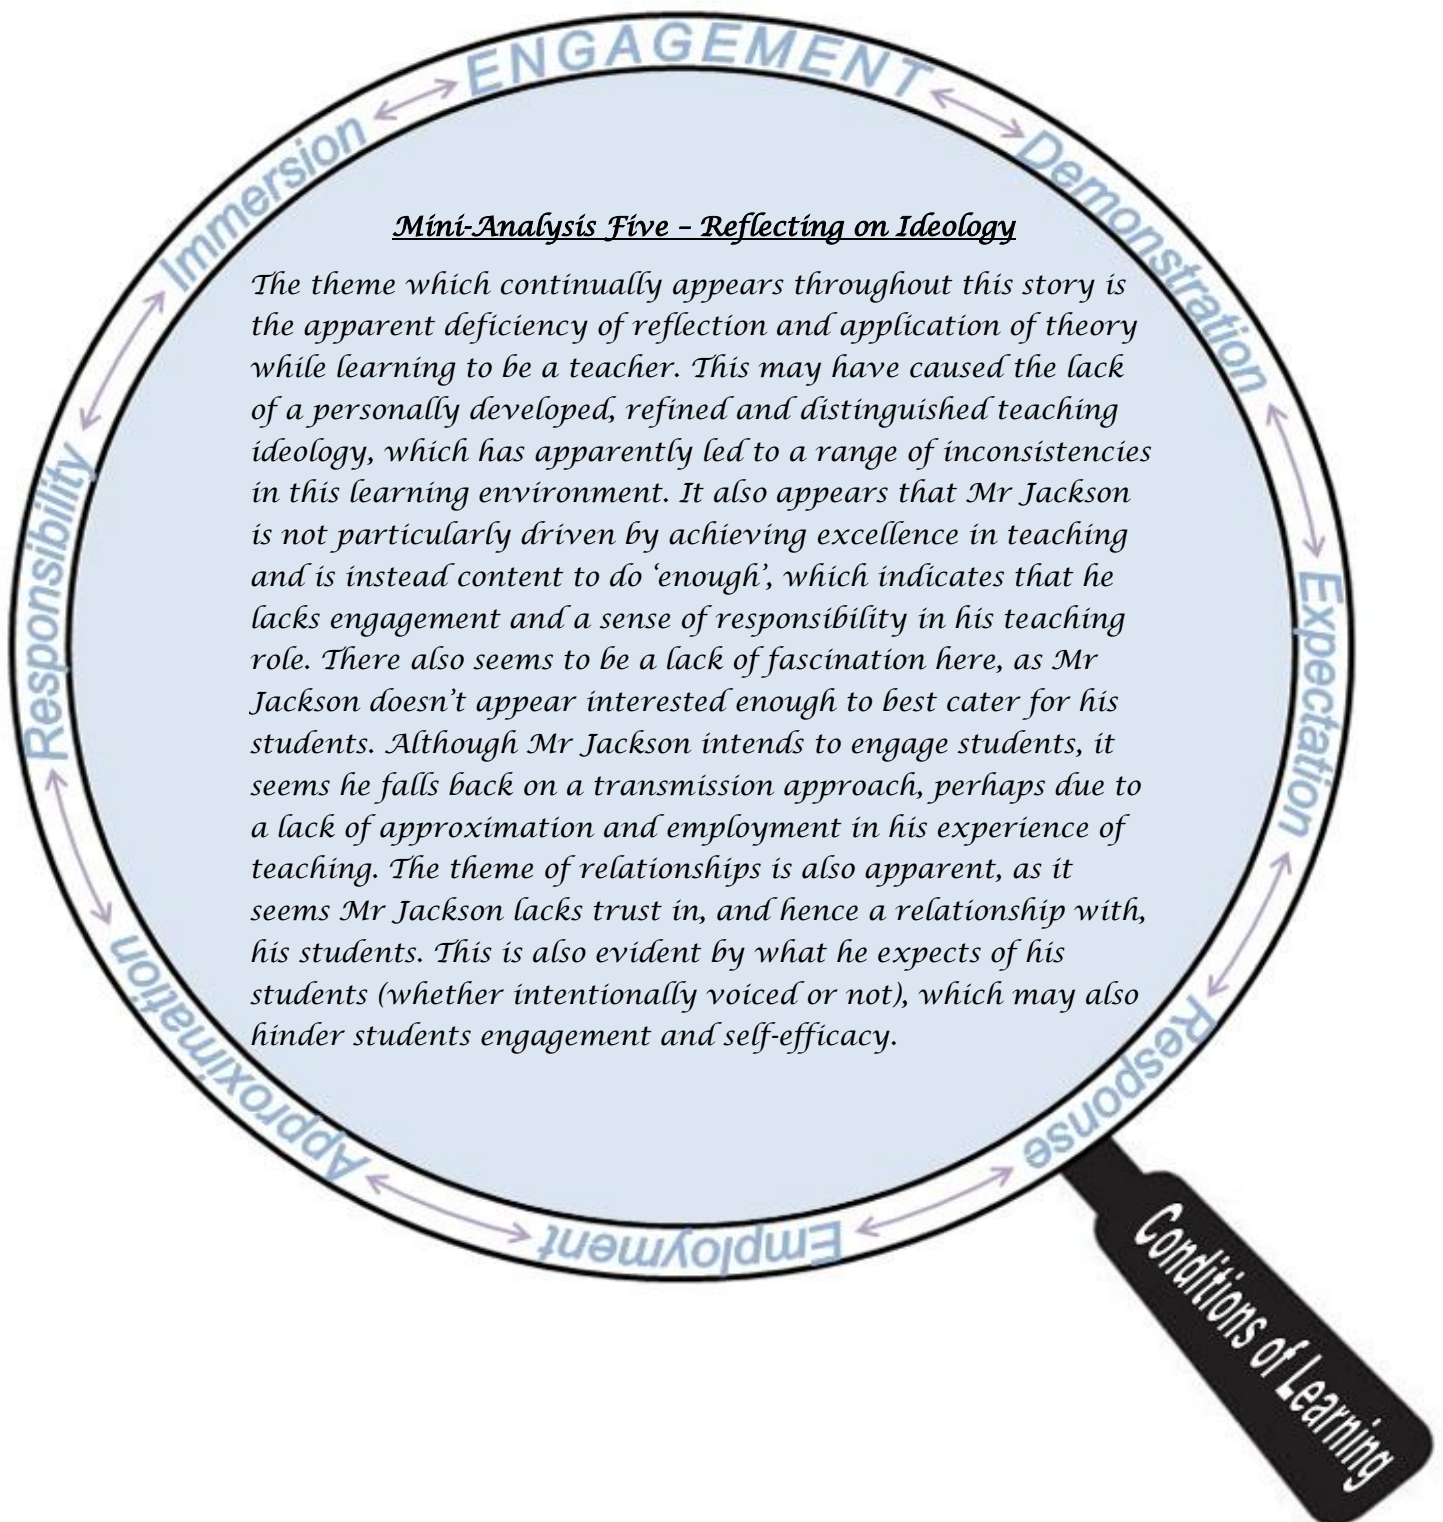 ENGAGEMENT
Demonstration
Expectation
Response
Employment
Approximation
Responsibility
Immersion
Mini-Analysis Five – Reflecting on Ideology
The theme which continually appears throughout this story is
the apparent deficiency of reflection and application of theory
while learning to be a teacher. This may have caused the lack
of a personally developed, refined and distinguished teaching
ideology, which has apparently led to a range of inconsistencies
in this learning environment. It also appears that Mr Jackson
is not particularly driven by achieving excellence in teaching
and is instead content to do ‘enough’, which indicates that he
lacks engagement and a sense of responsibility in his teaching
role. There also seems to be a lack of fascination here, as Mr
Jackson doesn’t appear interested enough to best cater for his
students. Although Mr Jackson intends to engage students, it
seems he falls back on a transmission approach, perhaps due to
a lack of approximation and employment in his experience of
teaching. The theme of relationships is also apparent, as it
seems Mr Jackson lacks trust in, and hence a relationship with,
his students. This is also evident by what he expects of his
students (whether intentionally voiced or not), which may also
hinder students engagement and self-efficacy.
Conditions of Learning